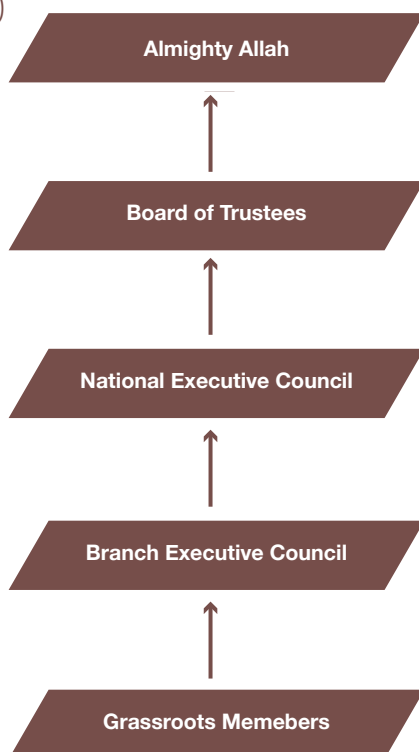 Almighty Allah
Board of Trustees
National Executive Council
Branch Executive Council
Grassroots Memebers